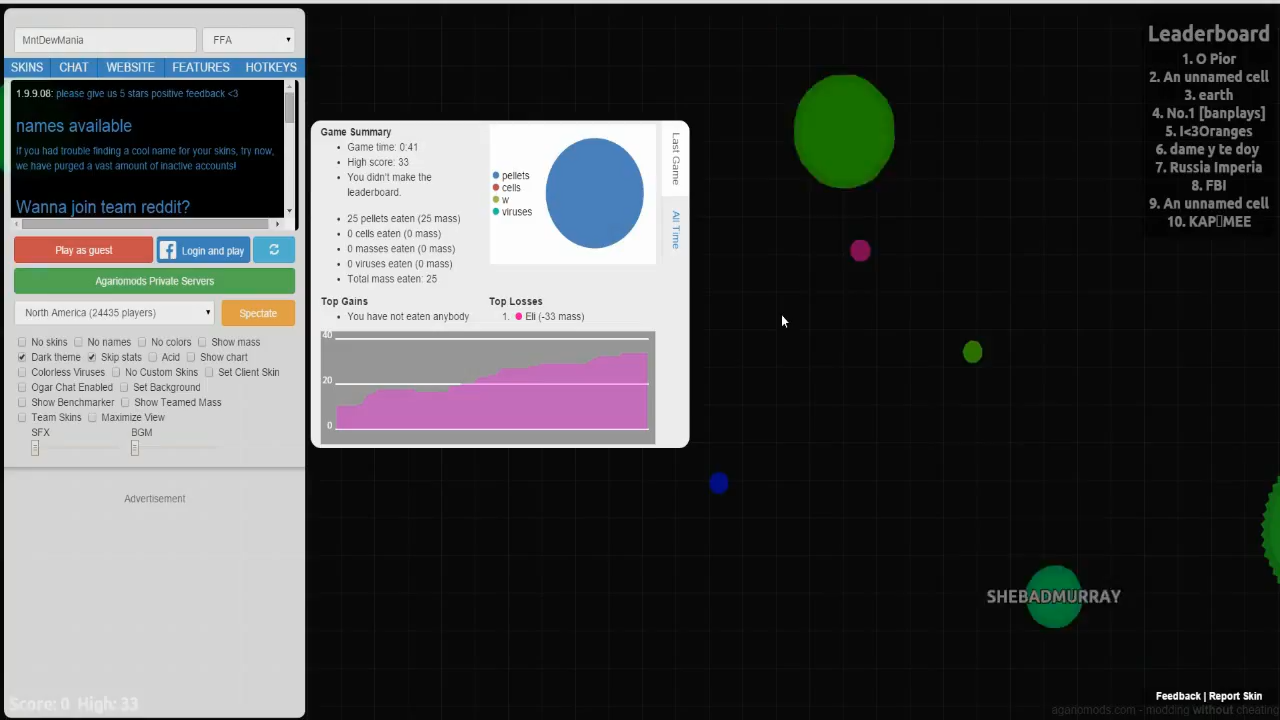 MntDewMania
FFA
SKINS CHAT WEBSITE FEATURES HOTKEYS
1.9.9.08: please give us 5 stars positive feedback <3
names available
If you had trouble finding a cool name for your skins, try now,
we have purged a vast amount of inactive accounts!
Wanna join team reddit?
Play as guest
Login and play
Agariomods Private Servers
North America (24435 players)
Spectate
No skins No names No colors Show mass
Dark theme Skip stats Acid Show chart
Colorless Viruses No Custom Skins Set Client Skin
Ogar Chat Enabled Set Background
Show Benchmarker Show Teamed Mass
Team Skins Maximize View
SFX BGM
Advertisement
Score: 0 High: 33
Game Summary
Game time: 0:41
High score: 33
You didn't make the
leaderboard.
25 pellets eaten (25 mass)
0 cells eaten (0 mass)
0 masses eaten (0 mass)
0 viruses eaten (0 mass)
Total mass eaten: 25
pellets
cells
w
viruses
Last Game
All Time
Top Gains
You have not eaten anybody
Top Losses
1. Eli (-33 mass)
40
20
0
Leaderboard
1. O Pior
2. An unnamed cell
3. earth
4. No.1 [banplays]
5. I<3Oranges
6. dame y te doy
7. Russia Imperia
8. FBI
9. An unnamed cell
10. KAP▯MEE
SHEBADMURRAY
Feedback | Report Skin
agariomods.com - modding without cheating